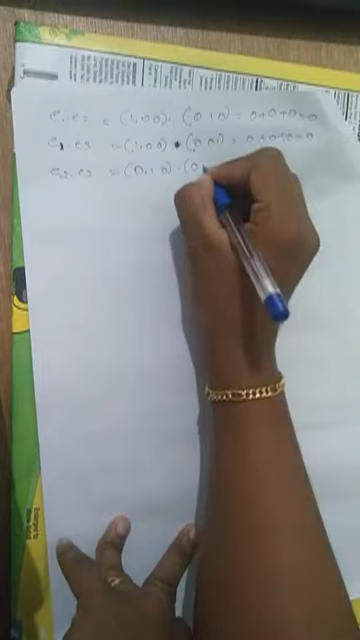 e₁.e₂ = (1,0 0). (0 1 0) = 0+0+0=0
e₁.e₃ = (1,0 0) • (0 0 1) = 0+0+0=0
e₂.e₃ = (0,1 0) . (0